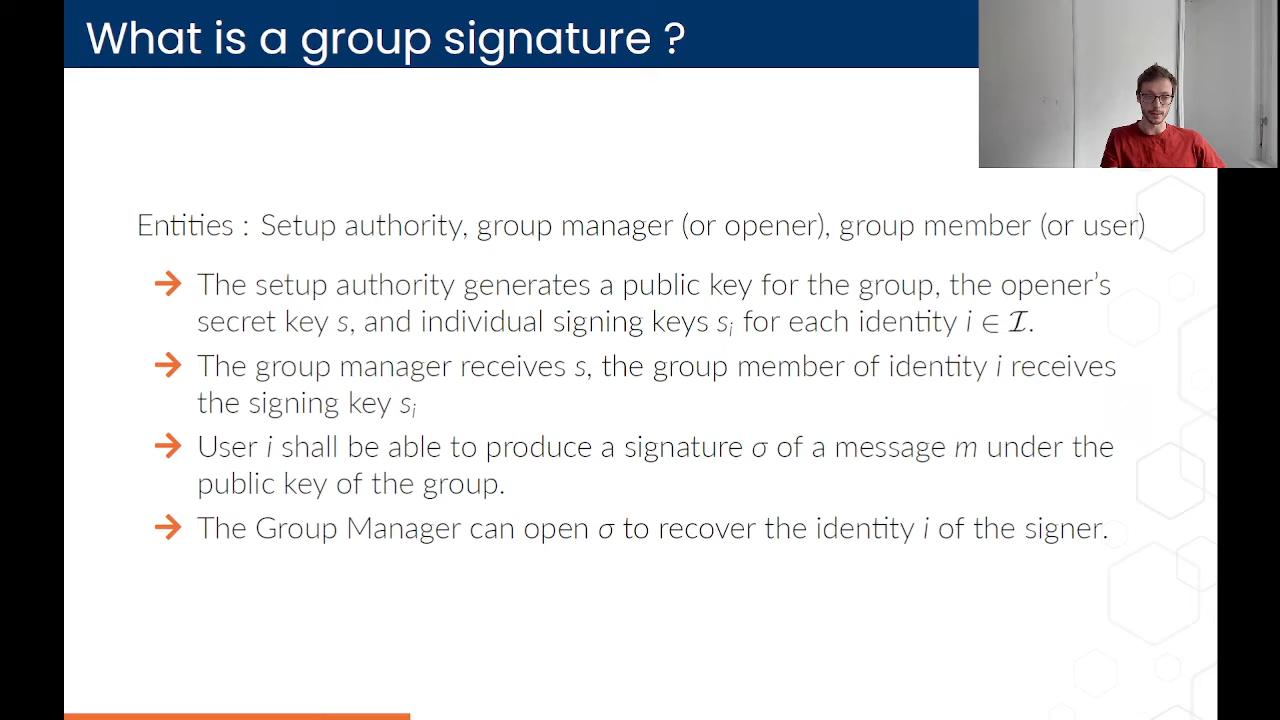 What is a group signature ?
Entities : Setup authority, group manager (or opener), group member (or user)
→ The setup authority generates a public key for the group, the opener's
secret key s, and individual signing keys sᵢ for each identity i ∈ ℐ.
→ The group manager receives s, the group member of identity i receives
the signing key sᵢ
→ User i shall be able to produce a signature σ of a message m under the
public key of the group.
→ The Group Manager can open σ to recover the identity i of the signer.